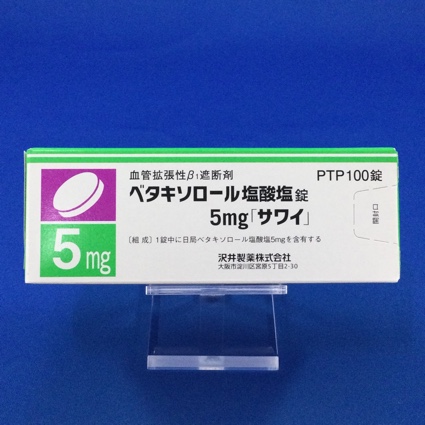 血管拡張性β1遮断剤
PTP100錠
ベタキソロール塩酸塩錠
5mg「サワイ」
5mg
〔組 成〕1錠中に日局ベタキソロール塩酸塩5mgを含有する
沢井製薬株式会社
大阪市淀川区宮原5丁目2-30